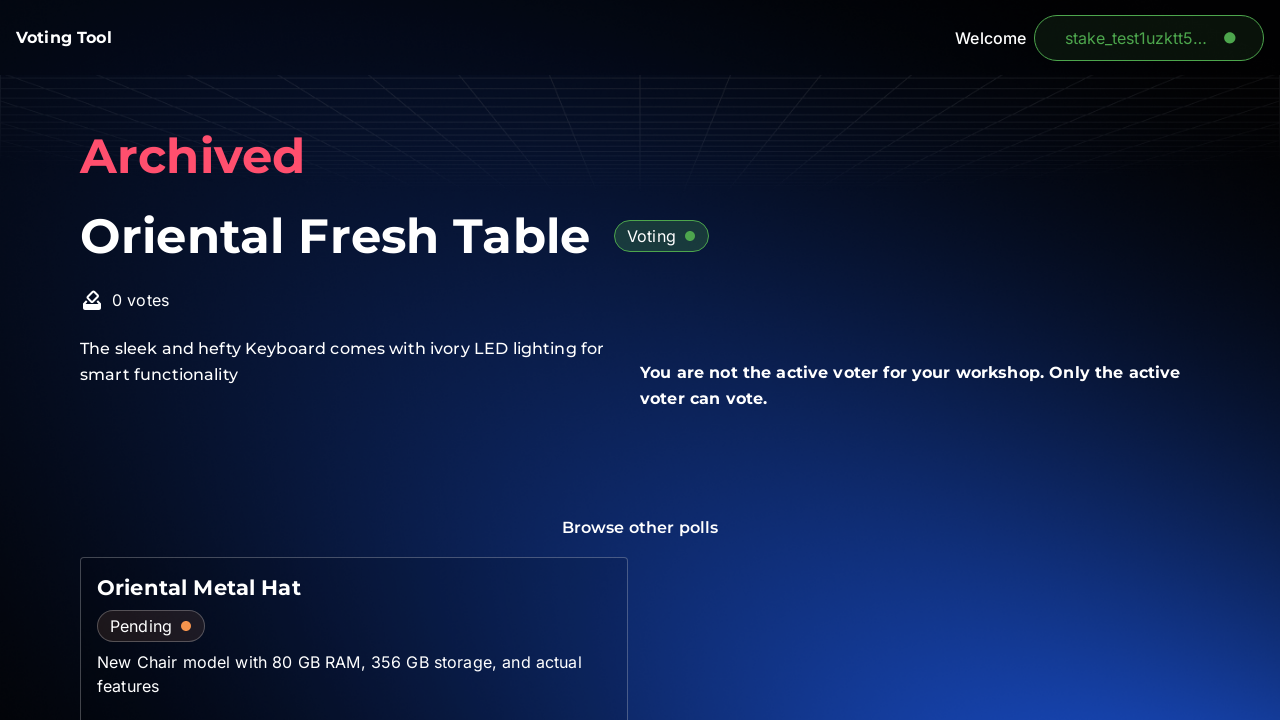 Voting Tool
Welcome
stake_test1uzktt5...
Archived
Oriental Fresh Table
Voting
0 votes
The sleek and hefty Keyboard comes with ivory LED lighting for
smart functionality
You are not the active voter for your workshop. Only the active
voter can vote.
Browse other polls
Oriental Metal Hat
Pending
New Chair model with 80 GB RAM, 356 GB storage, and actual
features